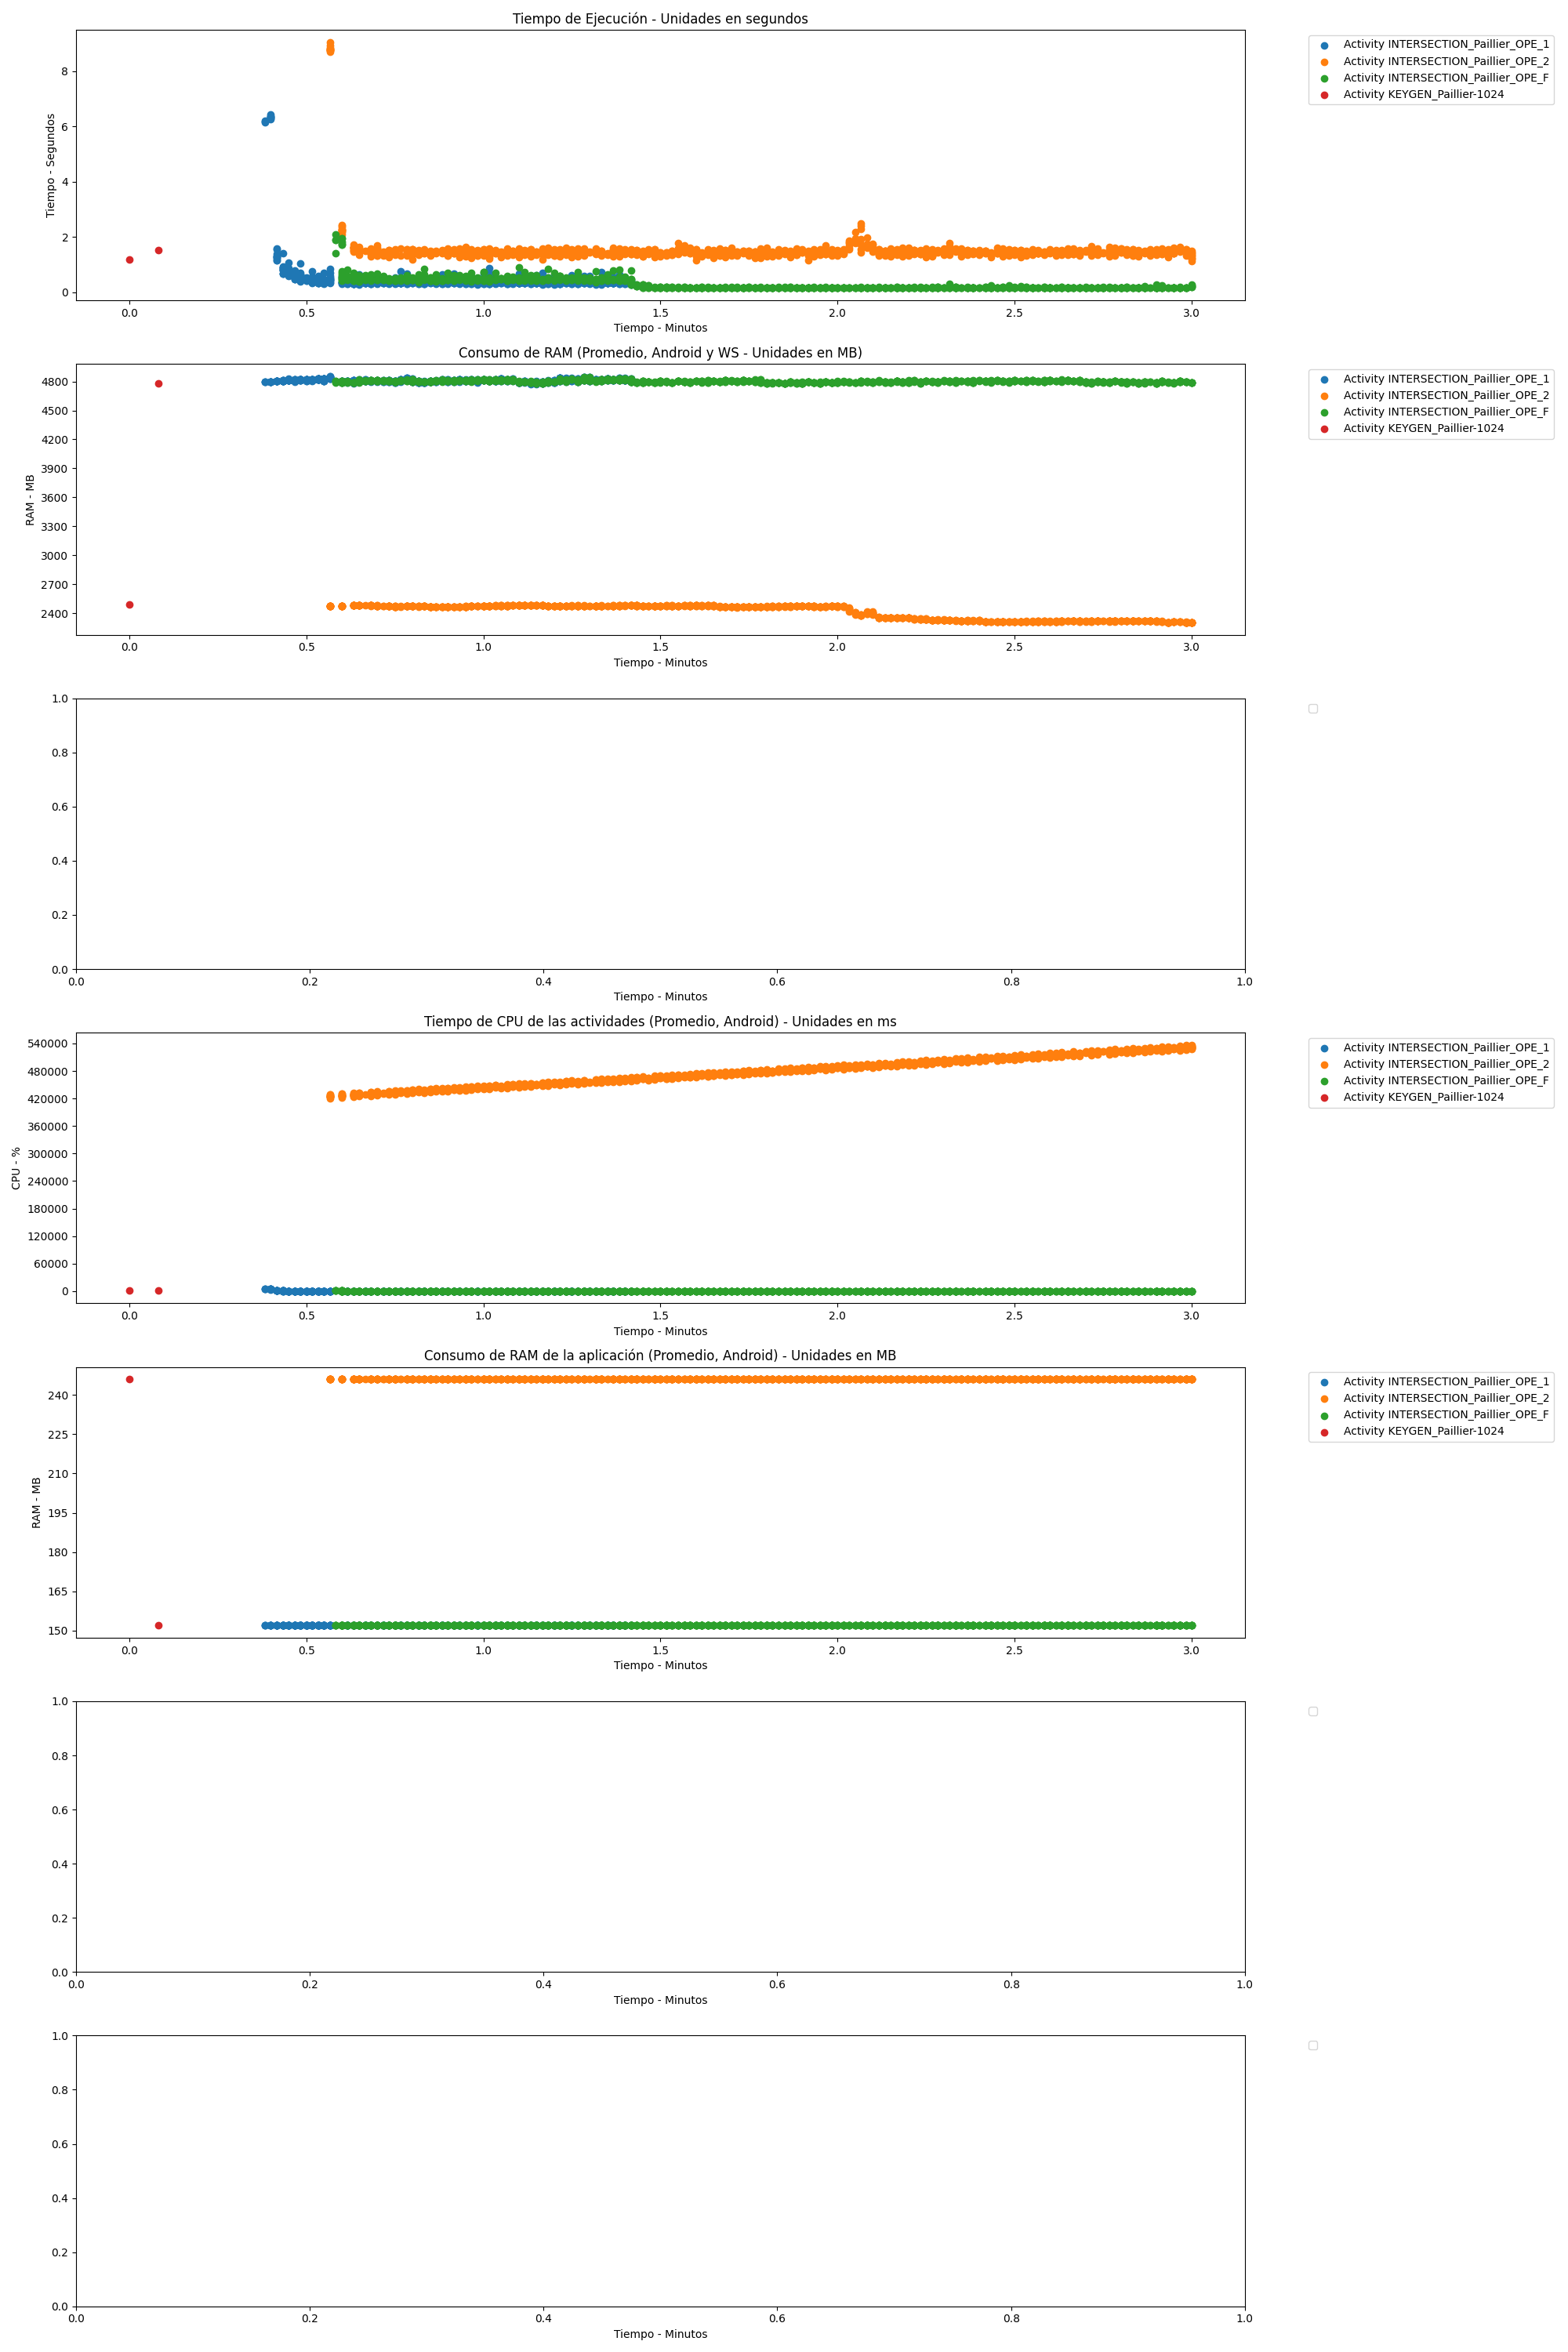 Tiempo de Ejecución - Unidades en segundos
8
6
4
2
0
Tiempo - Segundos
0.0 0.5 1.0 1.5 2.0 2.5 3.0
Tiempo - Minutos
Activity INTERSECTION_Paillier_OPE_1
Activity INTERSECTION_Paillier_OPE_2
Activity INTERSECTION_Paillier_OPE_F
Activity KEYGEN_Paillier-1024
Consumo de RAM (Promedio, Android y WS - Unidades en MB)
4800
4500
4200
3900
3600
3300
3000
2700
2400
RAM - MB
0.0 0.5 1.0 1.5 2.0 2.5 3.0
Tiempo - Minutos
Activity INTERSECTION_Paillier_OPE_1
Activity INTERSECTION_Paillier_OPE_2
Activity INTERSECTION_Paillier_OPE_F
Activity KEYGEN_Paillier-1024
1.0
0.8
0.6
0.4
0.2
0.0
0.0 0.2 0.4 0.6 0.8 1.0
Tiempo - Minutos
Tiempo de CPU de las actividades (Promedio, Android) - Unidades en ms
540000
480000
420000
360000
300000
240000
180000
120000
60000
0
CPU - %
0.0 0.5 1.0 1.5 2.0 2.5 3.0
Tiempo - Minutos
Activity INTERSECTION_Paillier_OPE_1
Activity INTERSECTION_Paillier_OPE_2
Activity INTERSECTION_Paillier_OPE_F
Activity KEYGEN_Paillier-1024
Consumo de RAM de la aplicación (Promedio, Android) - Unidades en MB
240
225
210
195
180
165
150
RAM - MB
0.0 0.5 1.0 1.5 2.0 2.5 3.0
Tiempo - Minutos
Activity INTERSECTION_Paillier_OPE_1
Activity INTERSECTION_Paillier_OPE_2
Activity INTERSECTION_Paillier_OPE_F
Activity KEYGEN_Paillier-1024
1.0
0.8
0.6
0.4
0.2
0.0
0.0 0.2 0.4 0.6 0.8 1.0
Tiempo - Minutos
1.0
0.8
0.6
0.4
0.2
0.0
0.0 0.2 0.4 0.6 0.8 1.0
Tiempo - Minutos